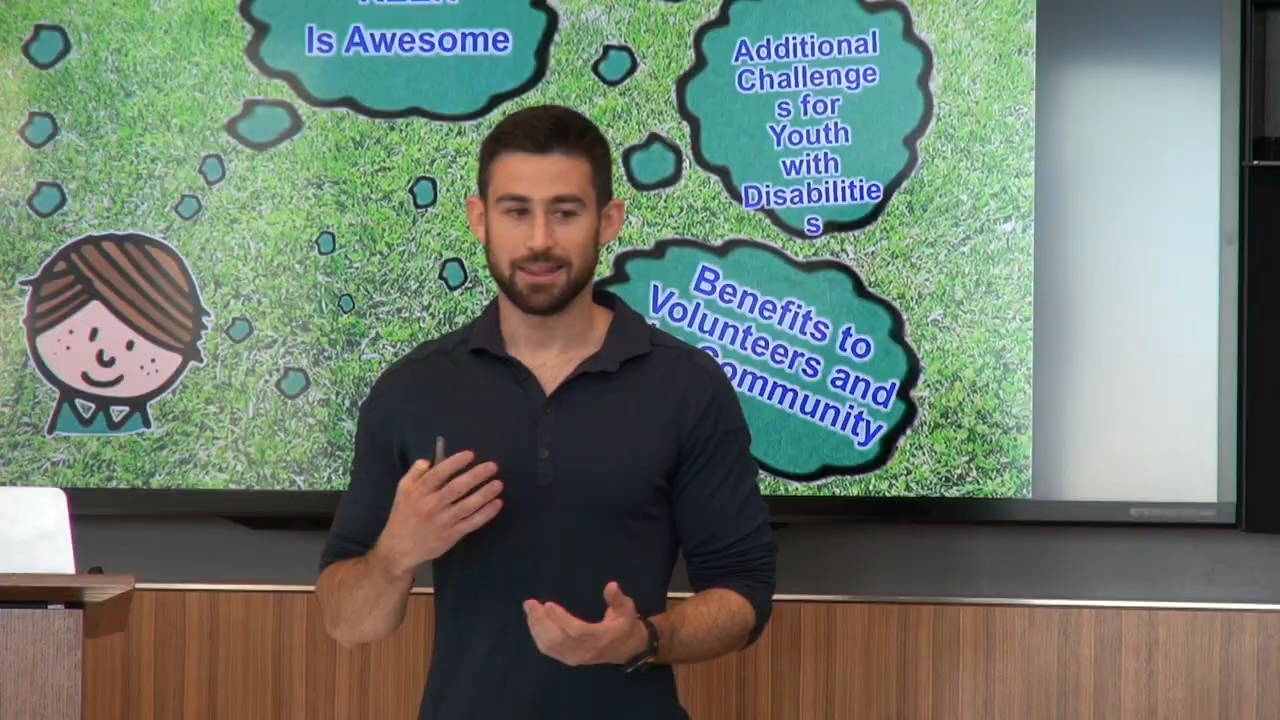 Is Awesome
Additional
Challenge
s for
Youth
with
Disabilitie
s
Benefits to
Volunteers and
Community